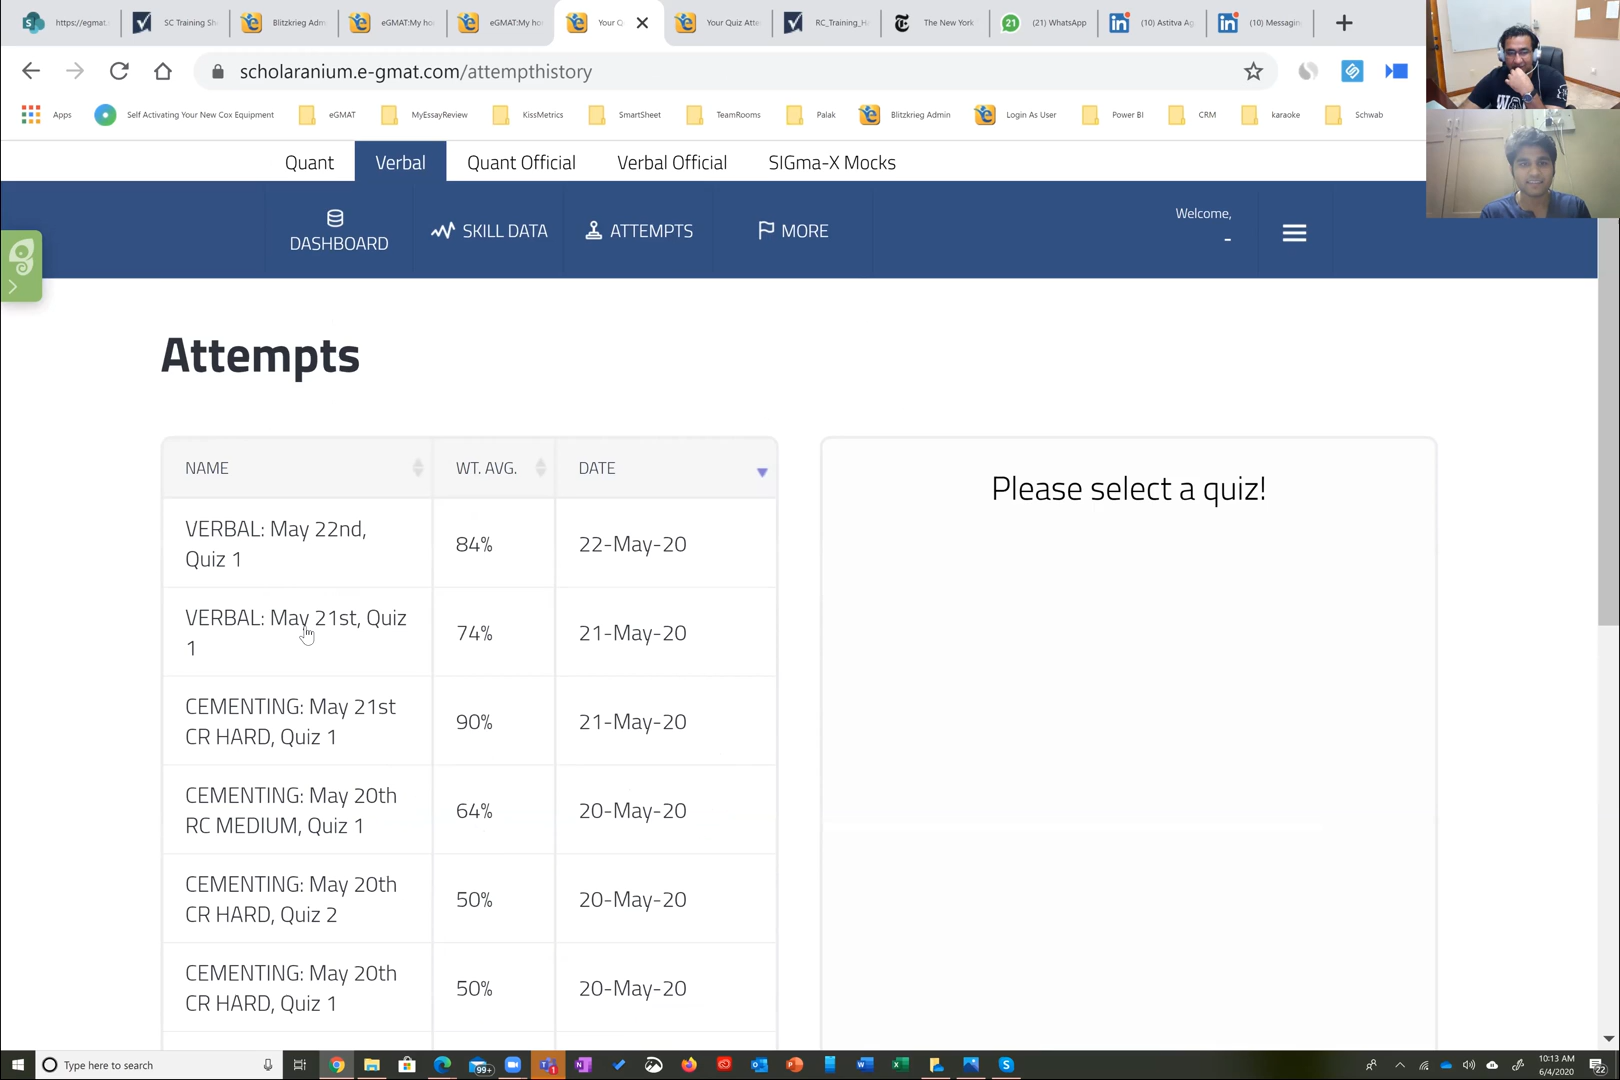 https://egmat.
SC Training Sh
Blitzkrieg Adm
eGMAT:My ho
eGMAT:My ho
Your Q
Your Quiz Atte
RC_Training_H
The New York
(21) WhatsApp
(10) Astitva Ag
(10) Messagin
scholaranium.e-gmat.com/attempthistory
Apps
Self Activating Your New Cox Equipment
eGMAT
MyEssayReview
KissMetrics
SmartSheet
TeamRooms
Palak
Blitzkrieg Admin
Login As User
Power BI
CRM
karaoke
Schwab
Quant
Verbal
Quant Official
Verbal Official
SIGma-X Mocks
DASHBOARD
SKILL DATA
ATTEMPTS
MORE
Welcome,
-
Attempts
NAME
WT. AVG.
DATE
Please select a quiz!
VERBAL: May 22nd,
Quiz 1
84%
22-May-20
VERBAL: May 21st, Quiz
1
74%
21-May-20
CEMENTING: May 21st
CR HARD, Quiz 1
90%
21-May-20
CEMENTING: May 20th
RC MEDIUM, Quiz 1
64%
20-May-20
CEMENTING: May 20th
CR HARD, Quiz 2
50%
20-May-20
CEMENTING: May 20th
CR HARD, Quiz 1
50%
20-May-20
Type here to search
99+
10:13 AM
6/4/2020
22